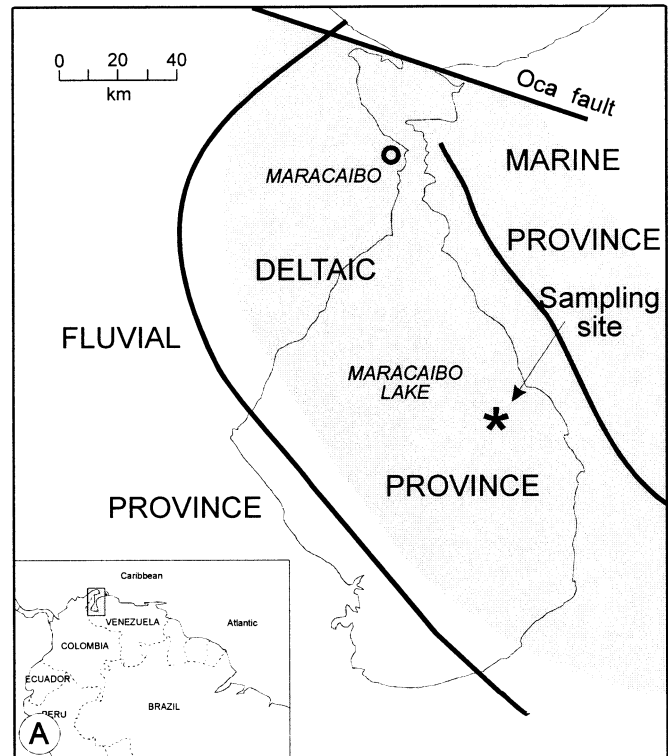 0 20 40
km
Oca fault
MARACAIBO
MARINE
PROVINCE
DELTAIC
Sampling
site
FLUVIAL
MARACAIBO
LAKE
*
PROVINCE
PROVINCE
Caribbean
VENEZUELA
Atlantic
COLOMBIA
ECUADOR
PERU
BRAZIL
A